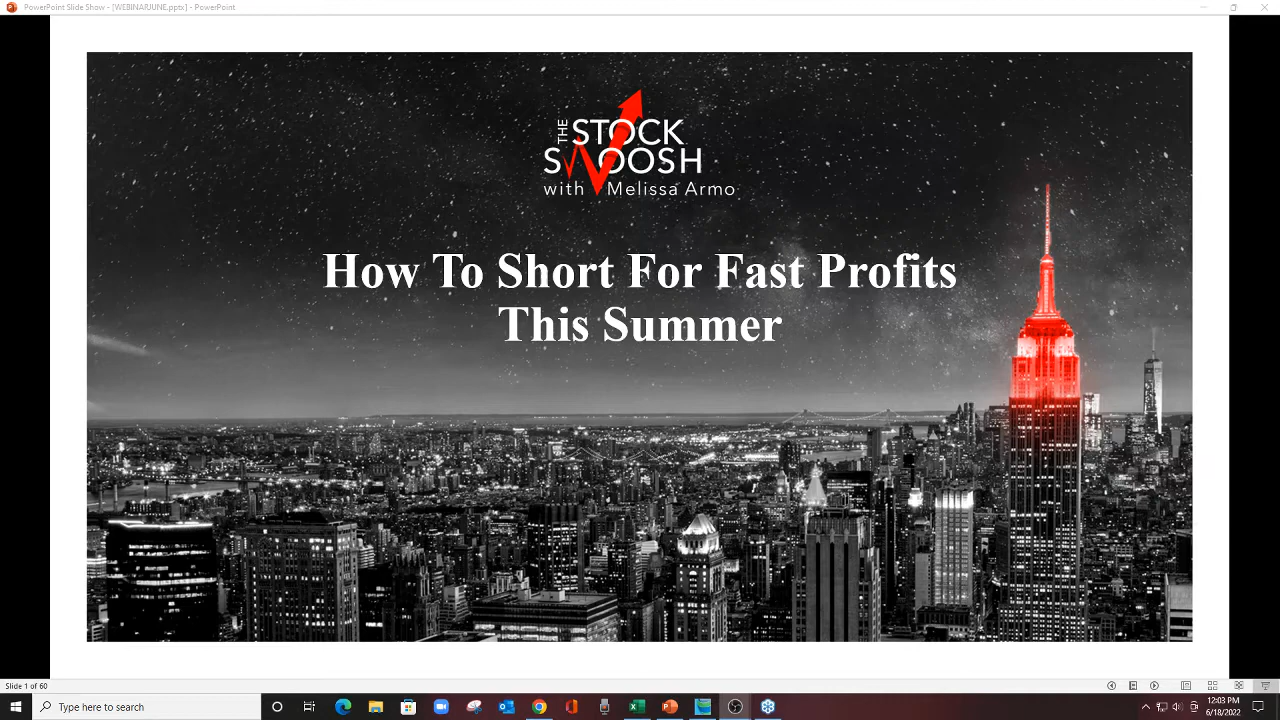 PowerPoint Slide Show - [WEBINARJUNE.pptx] - PowerPoint
THE STOCK
SWOOSH
with Melissa Armo
How To Short For Fast Profits
This Summer
Slide 1 of 60
Type here to search
12:03 PM
6/18/2022